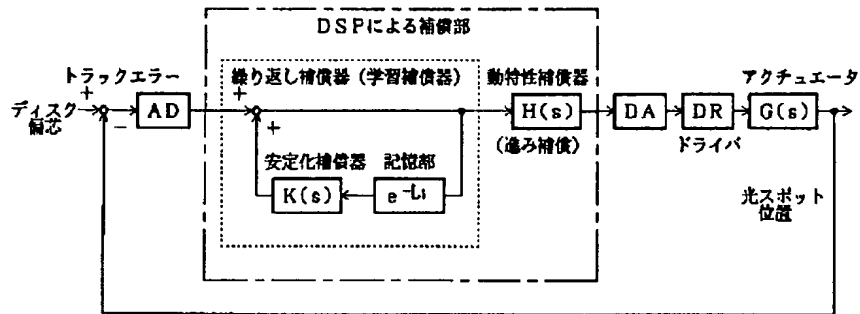 DSPによる補償部
トラックエラー
繰り返し補償器(学習補償器)
動特性補償器
アクチュエータ
ディスク
偏芯
+
−
AD
+
+
H(s)
DA
DR
G(s)
(進み補償)
ドライバ
安定化補償器
記憶部
K(s)
光スポット
位置